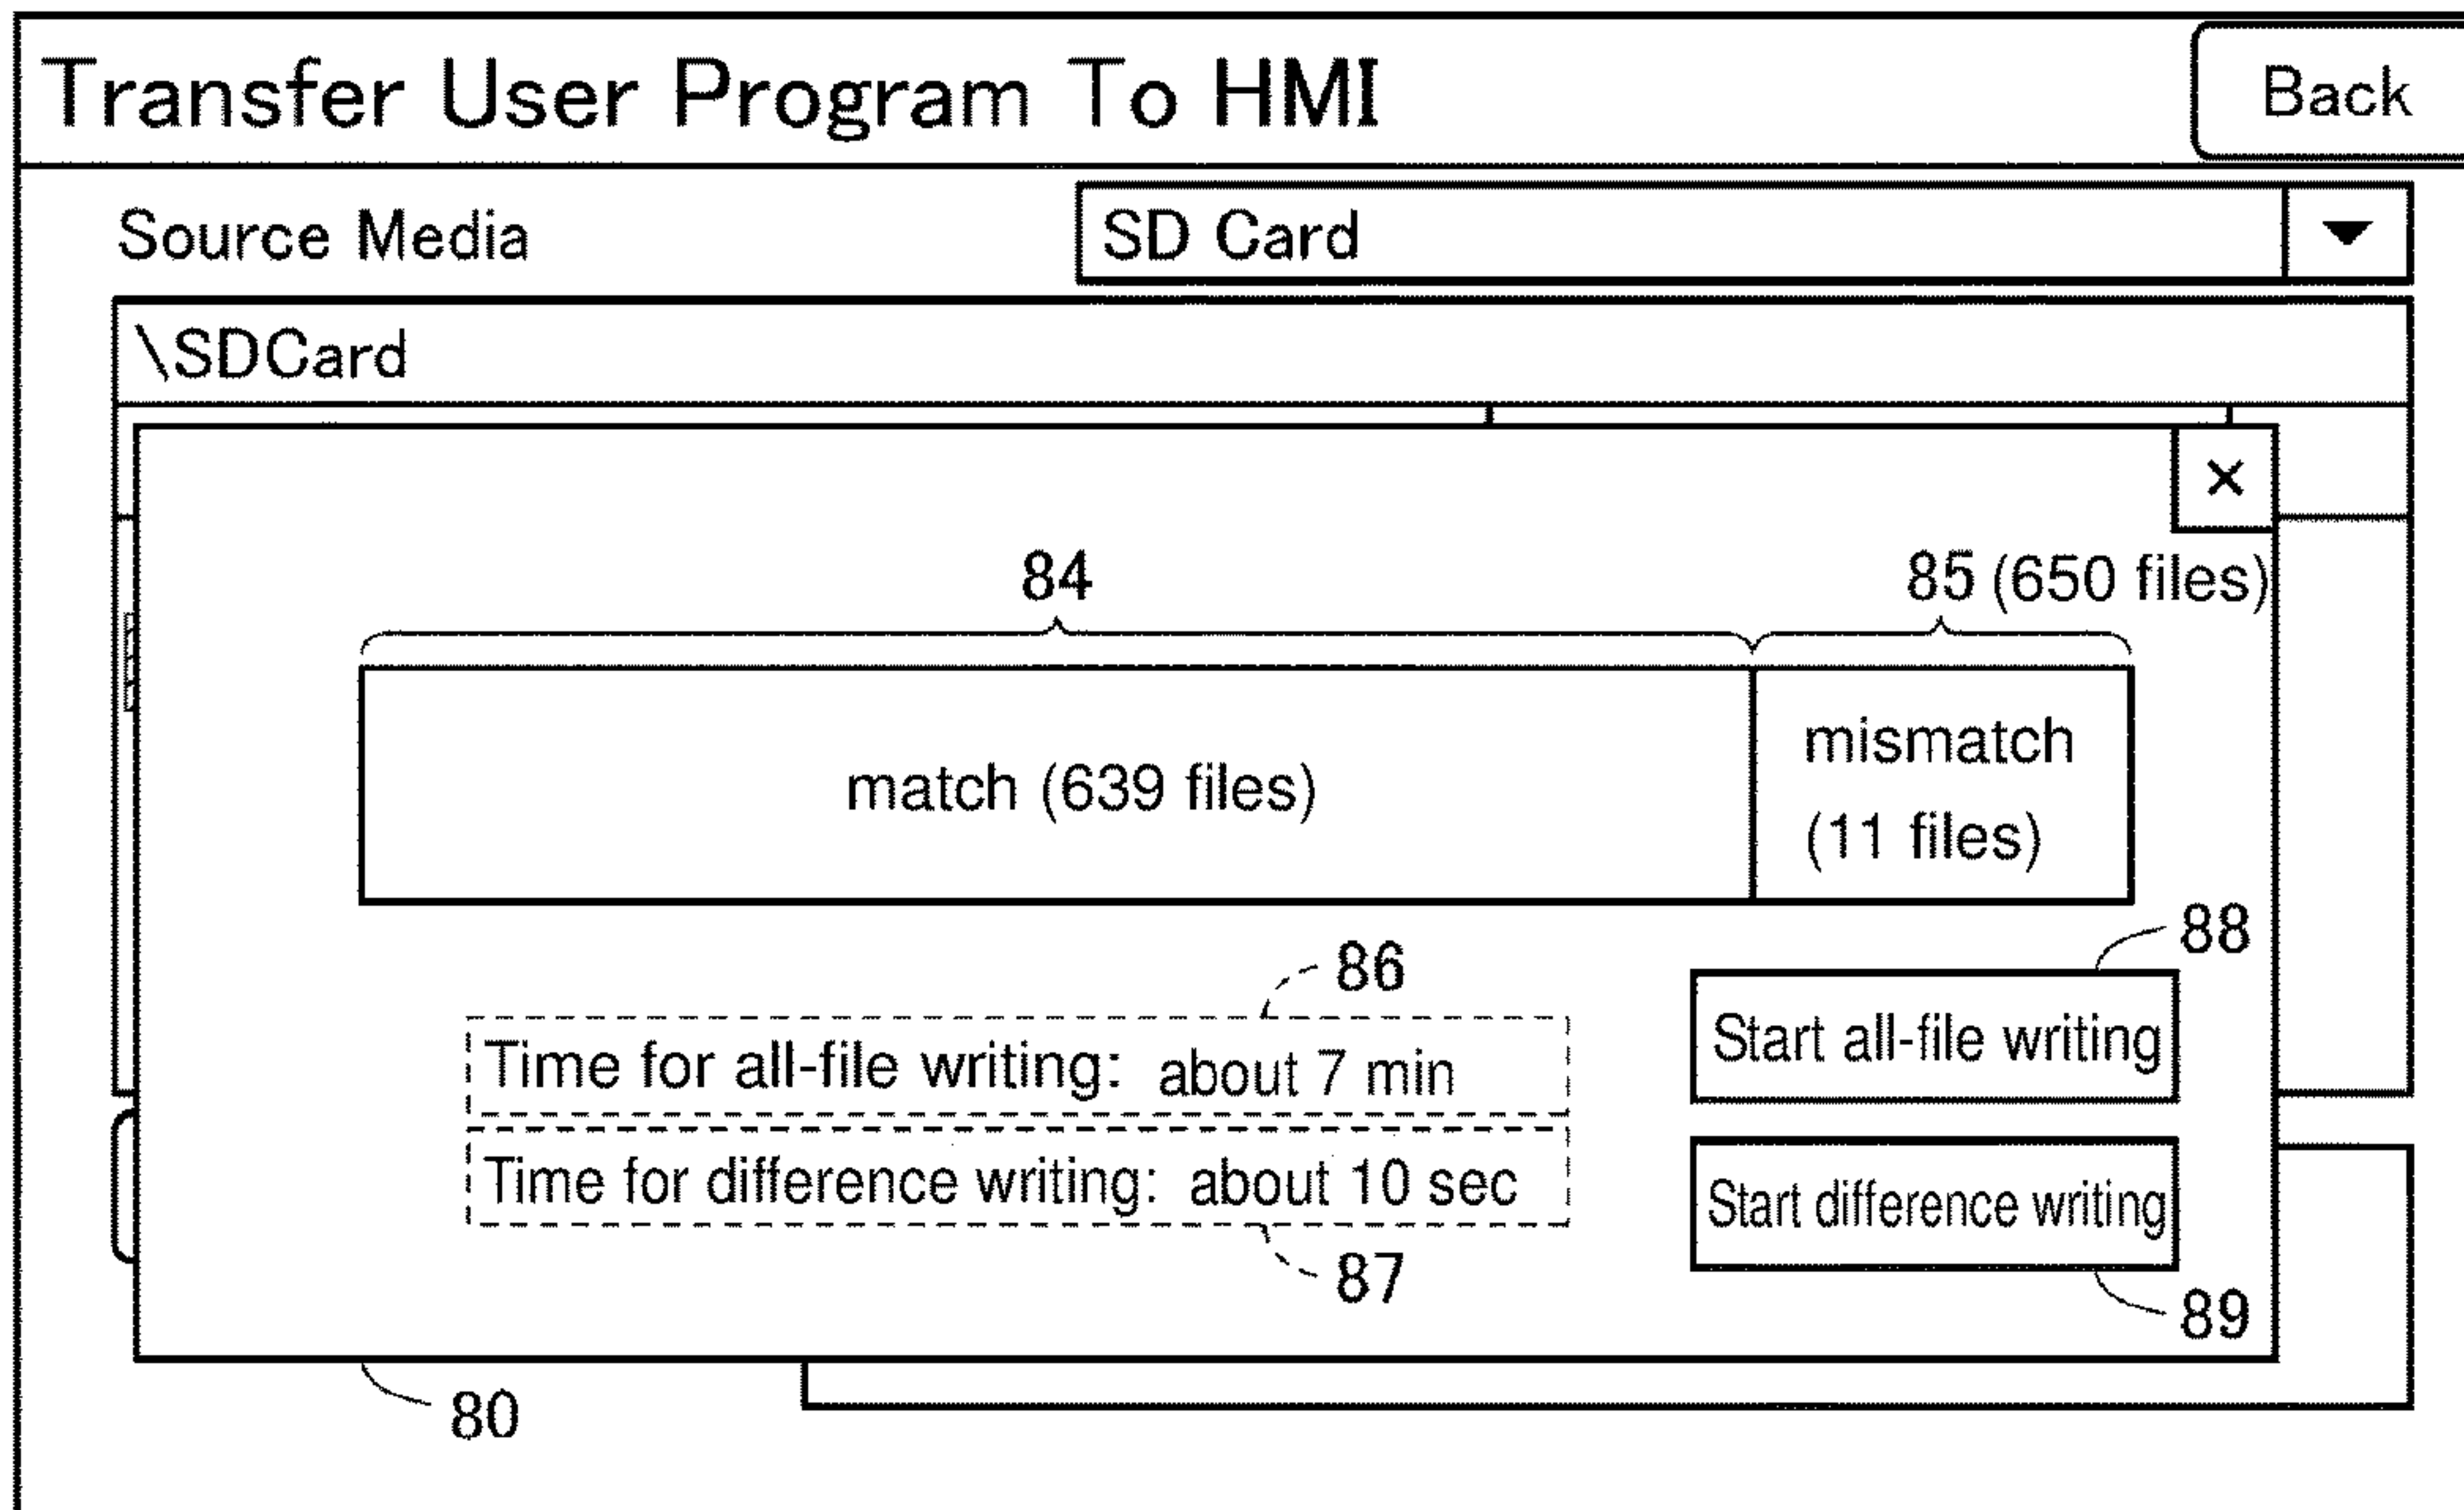 Transfer User Program To HMI
Back
Source Media
SD Card
\SDCard
×
84
85 (650 files)
match (639 files)
mismatch
(11 files)
88
86
Time for all-file writing: about 7 min
Start all-file writing
Time for difference writing: about 10 sec
Start difference writing
87
89
80